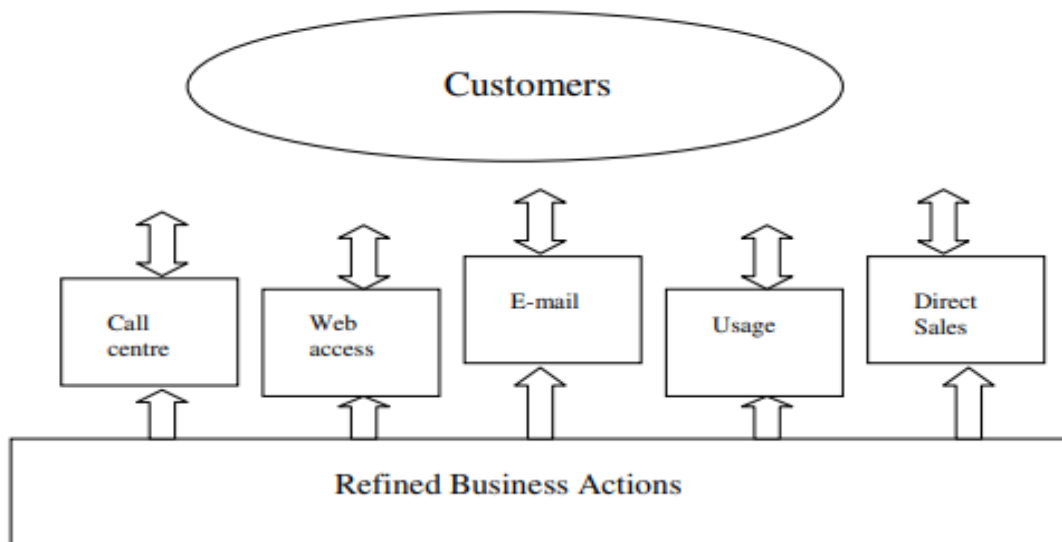 Customers
Call
centre
Web
access
E-mail
Usage
Direct
Sales
Refined Business Actions